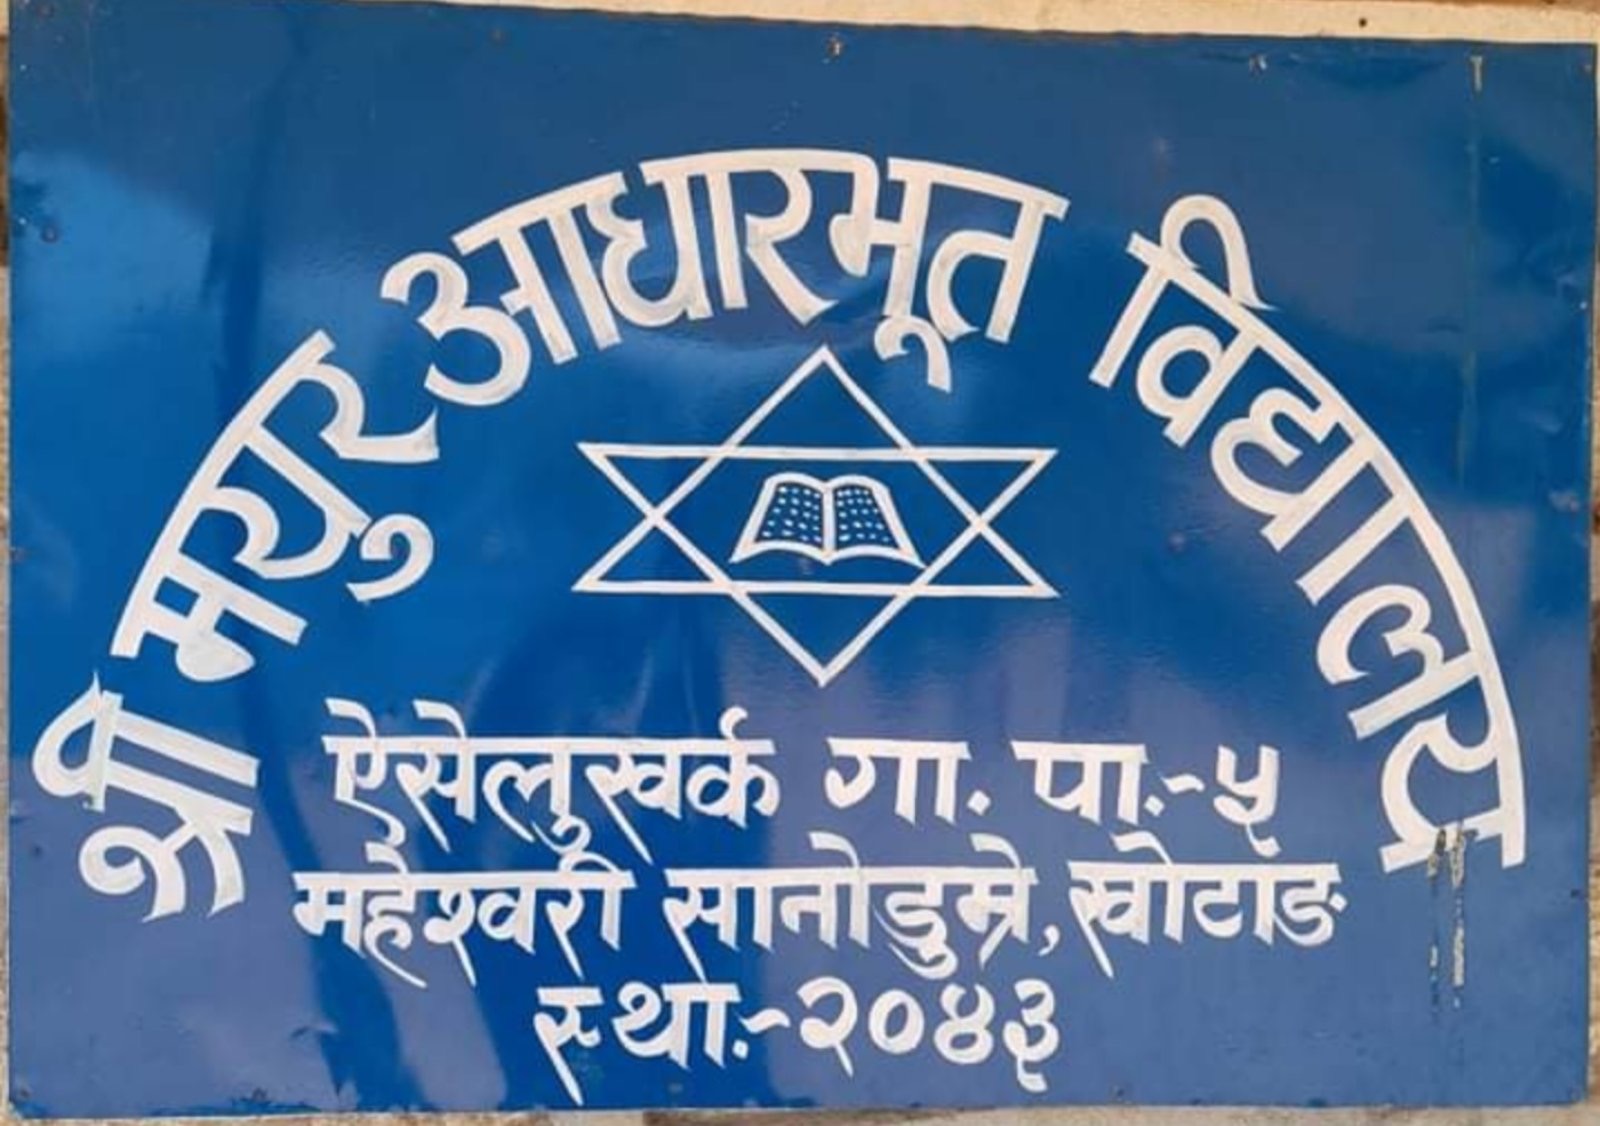 श्री मयुर आधारभूत विद्यालय
ऐसेलुखर्क गा. पा.-५
महेश्वरी सानोडुम्रे, खोटाङ
स्था.-२०४३